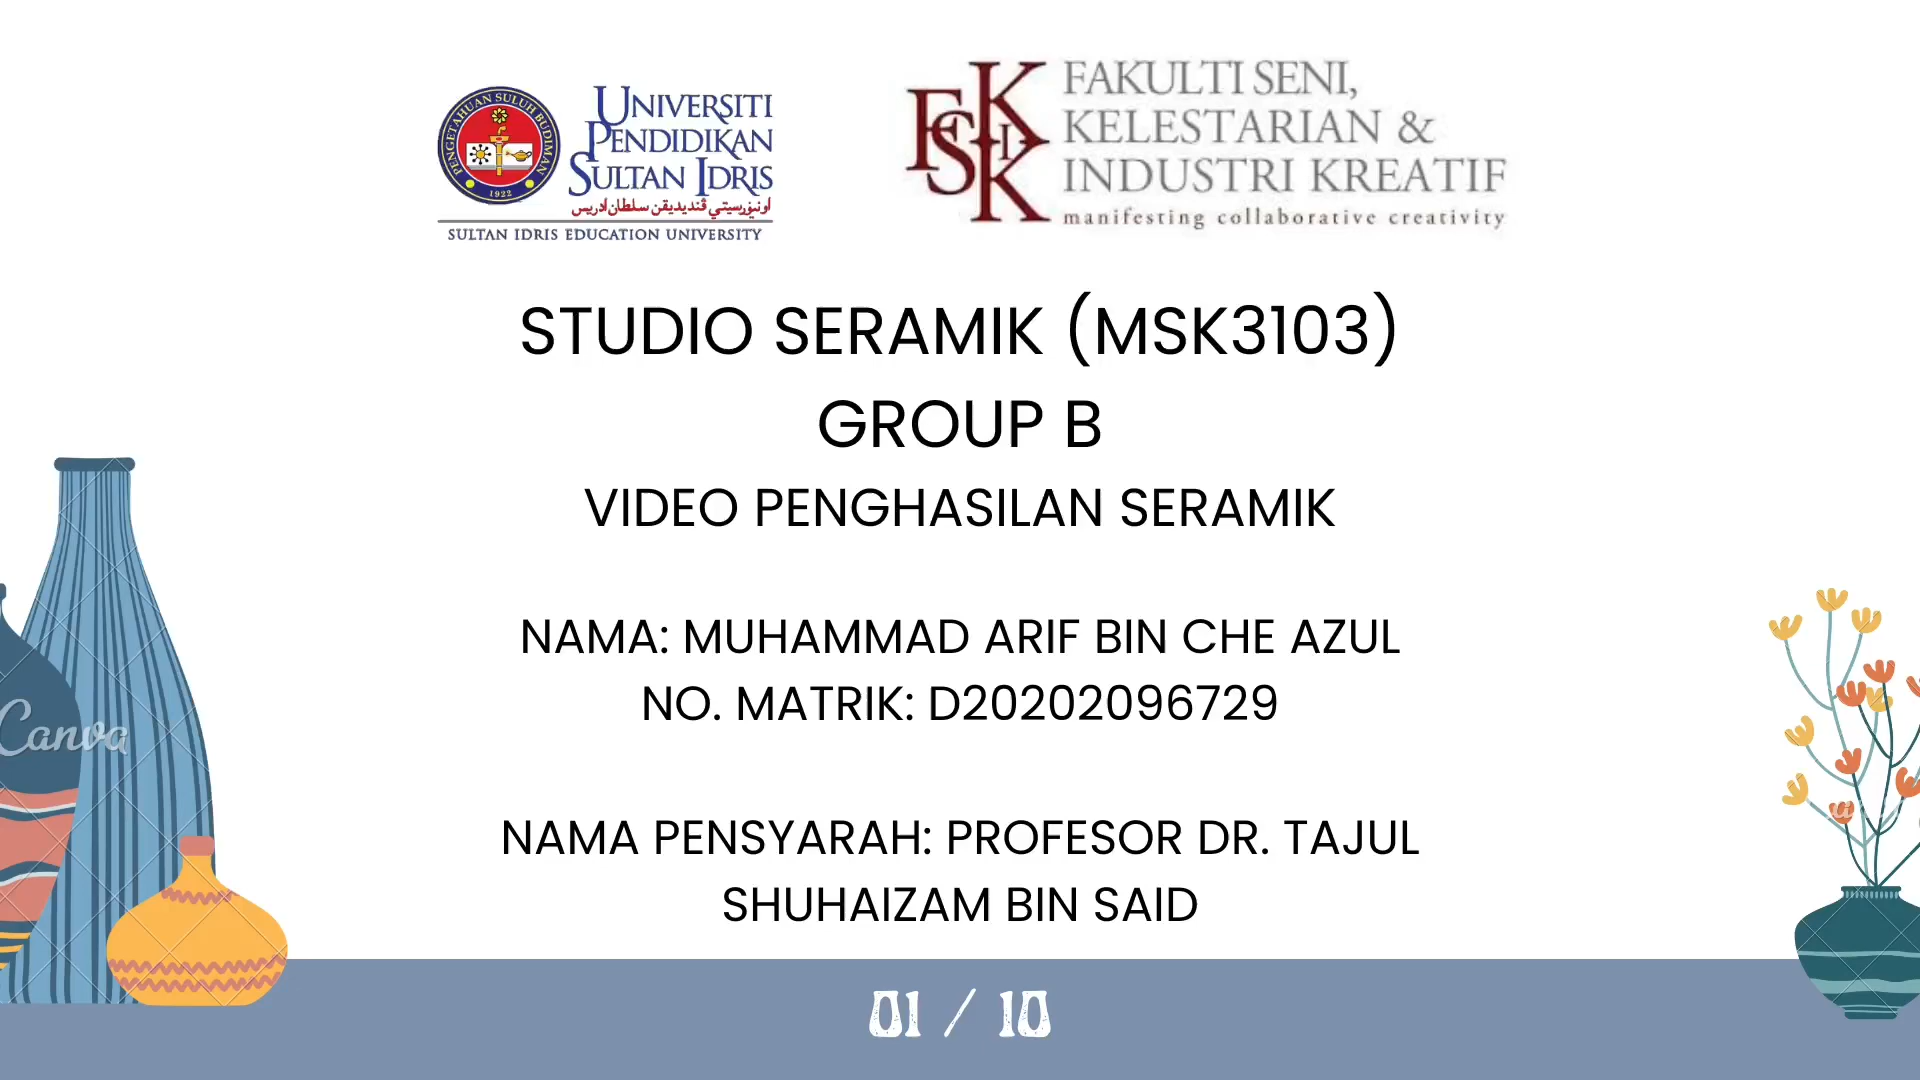 PENGETAHUAN SULUH BUDIMAN
1922
UNIVERSITI
PENDIDIKAN
SULTAN IDRIS
اونيۏرسيتي ڤنديديقن سلطان ادريس
SULTAN IDRIS EDUCATION UNIVERSITY
FSKIK
FAKULTI SENI,
KELESTARIAN &
INDUSTRI KREATIF
manifesting collaborative creativity
STUDIO SERAMIK (MSK3103)
GROUP B
VIDEO PENGHASILAN SERAMIK
NAMA: MUHAMMAD ARIF BIN CHE AZUL
NO. MATRIK: D20202096729
NAMA PENSYARAH: PROFESOR DR. TAJUL
SHUHAIZAM BIN SAID
Canva
01 / 10